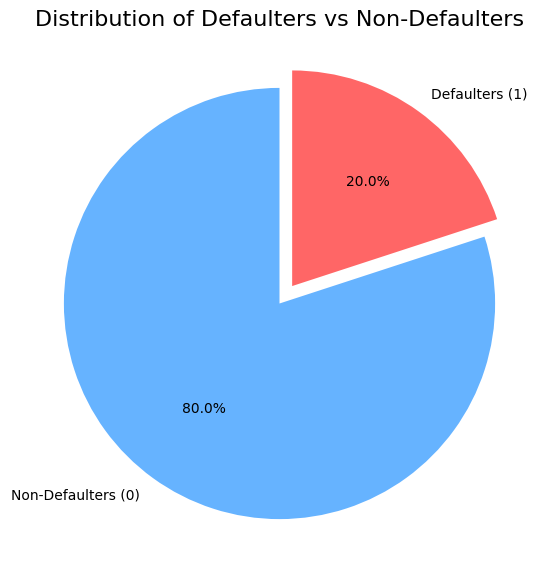 Distribution of Defaulters vs Non-Defaulters
Defaulters (1)
20.0%
80.0%
Non-Defaulters (0)